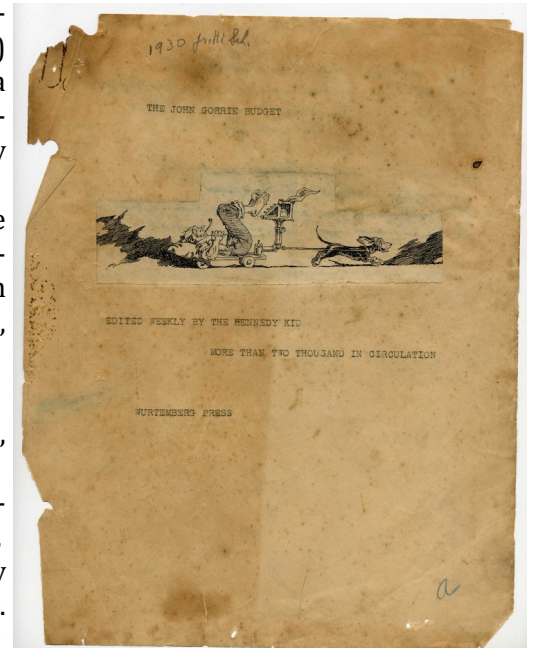 1930
THE JOHN GORRIE BUDGET
EDITED WEEKLY BY THE KENNEDY KID
MORE THAN TWO THOUSAND IN CIRCULATION
WURTEMBERG PRESS
a